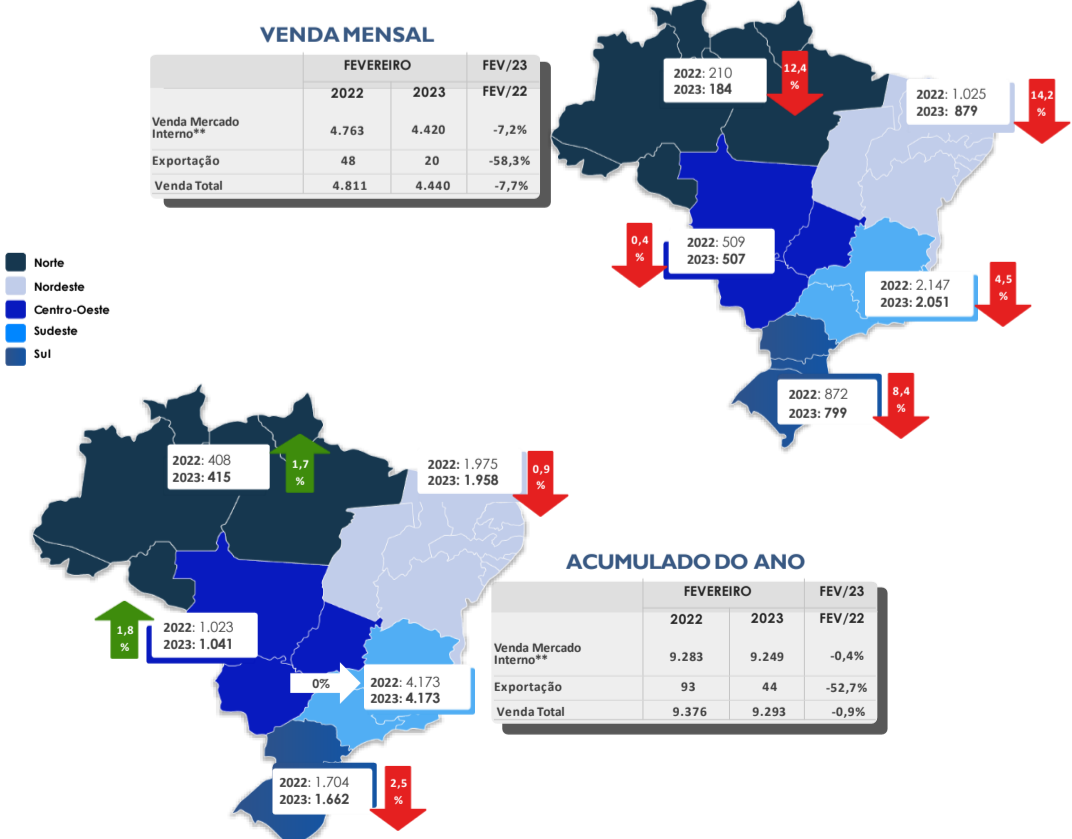 VENDA MENSAL
FEVEREIRO FEV/23
2022 2023 FEV/22
Venda Mercado
Interno** 4.763 4.420 -7,2%
Exportação 48 20 -58,3%
Venda Total 4.811 4.440 -7,7%
2022: 210
2023: 184
12,4
%
2022: 1.025
2023: 879
14,2
%
0,4
%
2022: 509
2023: 507
2022: 2.147
2023: 2.051
4,5
%
2022: 872
2023: 799
8,4
%
Norte
Nordeste
Centro-Oeste
Sudeste
Sul
2022: 408
2023: 415
1,7
%
2022: 1.975
2023: 1.958
0,9
%
1,8
%
2022: 1.023
2023: 1.041
0%
2022: 4.173
2023: 4.173
2022: 1.704
2023: 1.662
2,5
%
ACUMULADO DO ANO
FEVEREIRO FEV/23
2022 2023 FEV/22
Venda Mercado
Interno** 9.283 9.249 -0,4%
Exportação 93 44 -52,7%
Venda Total 9.376 9.293 -0,9%